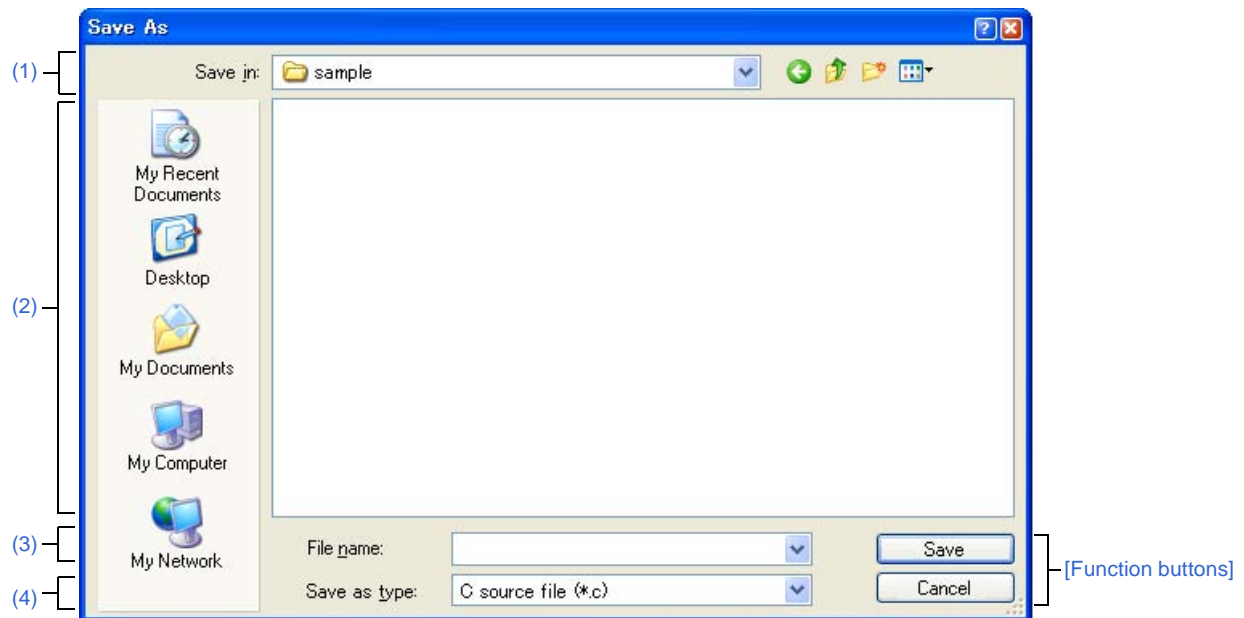 Save As
(1)
Save in:
sample
(2)
My Recent
Documents
Desktop
My Documents
My Computer
My Network
(3)
File name:
Save
(4)
Save as type:
C source file (*.c)
Cancel
[Function buttons]